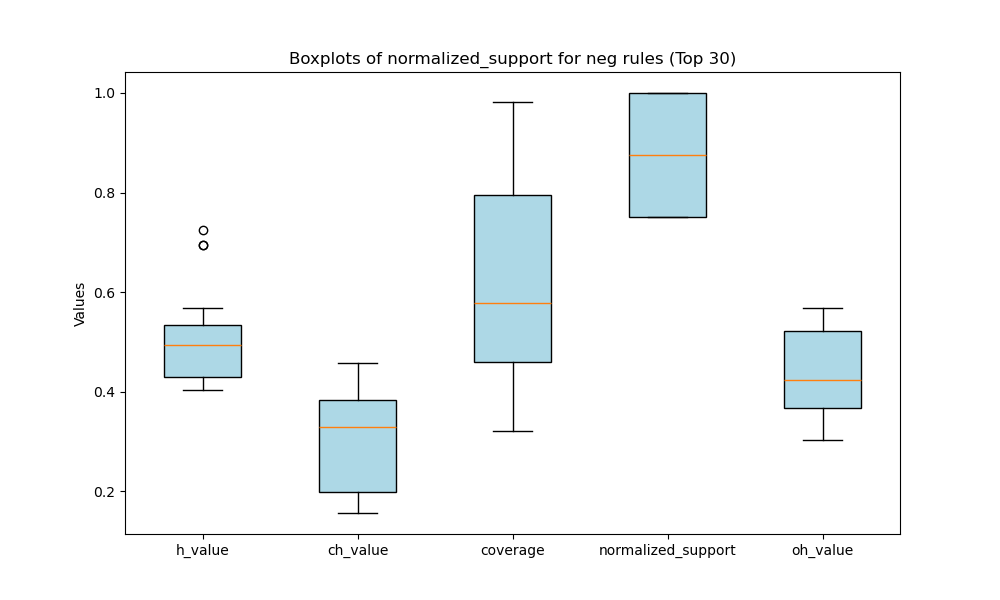 Boxplots of normalized_support for neg rules (Top 30)
Values
1.0
0.8
0.6
0.4
0.2
h_value ch_value coverage normalized_support oh_value